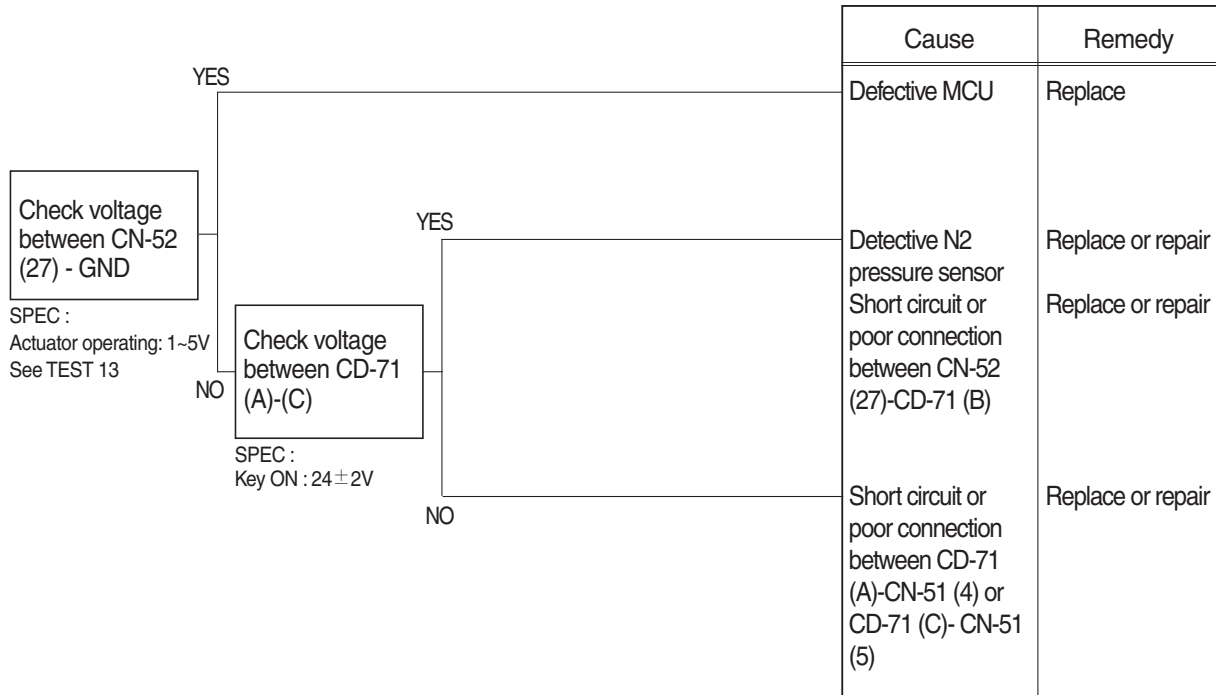 Cause
Remedy
YES
Defective MCU
Replace
Check voltage
between CN-52
(27) - GND
SPEC :
Actuator operating: 1~5V
See TEST 13
NO
YES
Detective N2
pressure sensor
Replace or repair
Short circuit or
poor connection
between CN-52
(27)-CD-71 (B)
Replace or repair
Check voltage
between CD-71
(A)-(C)
SPEC :
Key ON : 24±2V
NO
Short circuit or
poor connection
between CD-71
(A)-CN-51 (4) or
CD-71 (C)- CN-51
(5)
Replace or repair